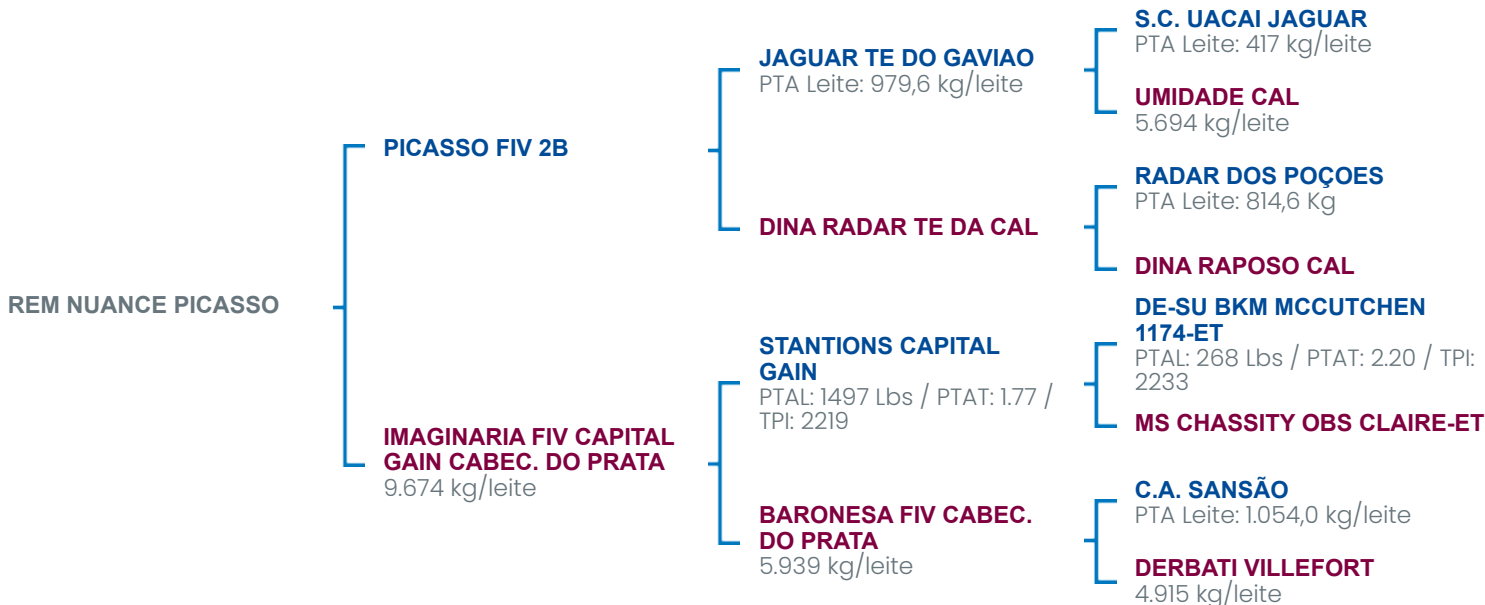 S.C. UACAI JAGUAR
PTA Leite: 417 kg/leite
JAGUAR TE DO GAVIAO
PTA Leite: 979,6 kg/leite
UMIDADE CAL
5.694 kg/leite
PICASSO FIV 2B
RADAR DOS POÇOES
PTA Leite: 814,6 Kg
DINA RADAR TE DA CAL
DINA RAPOSO CAL
REM NUANCE PICASSO
DE-SU BKM MCCUTCHEN
1174-ET
PTAL: 268 Lbs / PTAT: 2.20 / TPI:
2233
STANTIONS CAPITAL
GAIN
PTAL: 1497 Lbs / PTAT: 1.77 /
TPI: 2219
MS CHASSITY OBS CLAIRE-ET
IMAGINARIA FIV CAPITAL
GAIN CABEC. DO PRATA
9.674 kg/leite
C.A. SANSÃO
PTA Leite: 1.054,0 kg/leite
BARONESA FIV CABEC.
DO PRATA
5.939 kg/leite
DERBATI VILLEFORT
4.915 kg/leite